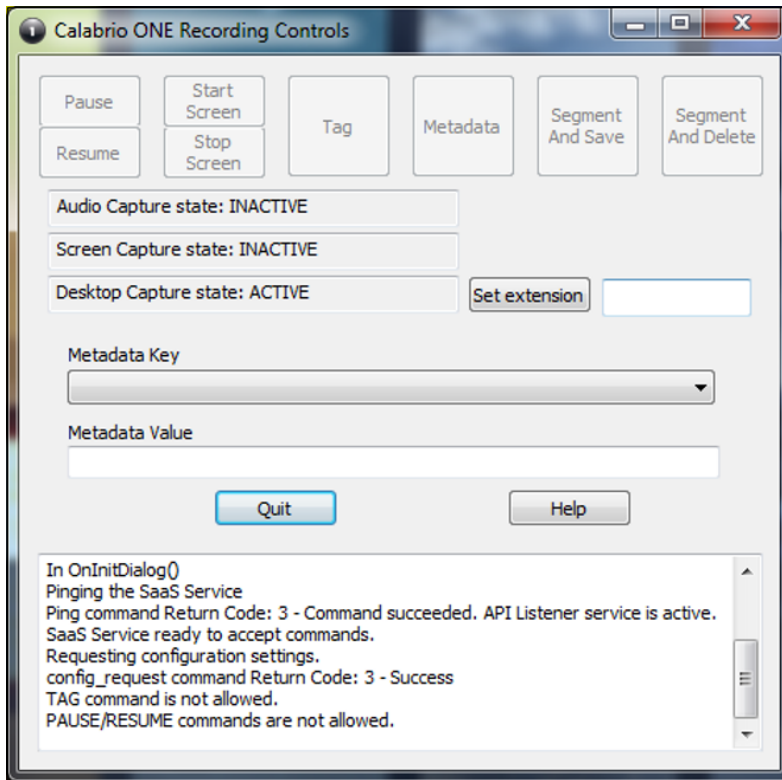 Calabrio ONE Recording Controls
Pause
Resume
Start
Screen
Stop
Screen
Tag
Metadata
Segment
And Save
Segment
And Delete
Audio Capture state: INACTIVE
Screen Capture state: INACTIVE
Desktop Capture state: ACTIVE
Set extension
Metadata Key
Metadata Value
Quit
Help
In OnInitDialog()
Pinging the SaaS Service
Ping command Return Code: 3 - Command succeeded. API Listener service is active.
SaaS Service ready to accept commands.
Requesting configuration settings.
config_request command Return Code: 3 - Success
TAG command is not allowed.
PAUSE/RESUME commands are not allowed.